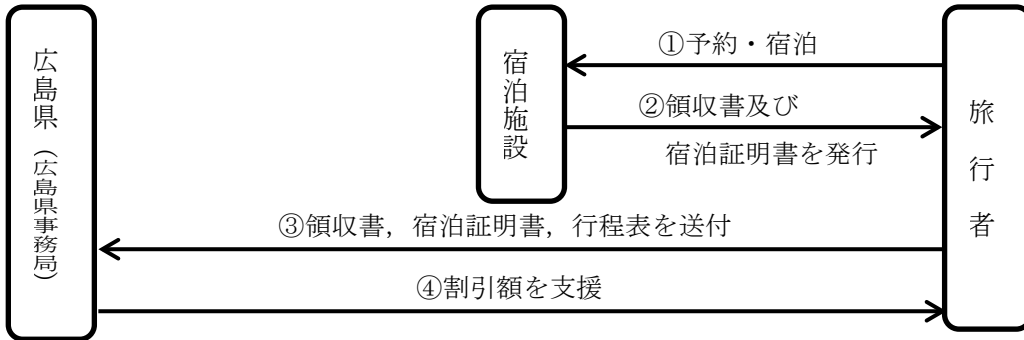 広島県（広島県事務局）
宿泊施設
旅行者
①予約・宿泊
②領収書及び
宿泊証明書を発行
③領収書，宿泊証明書，行程表を送付
④割引額を支援